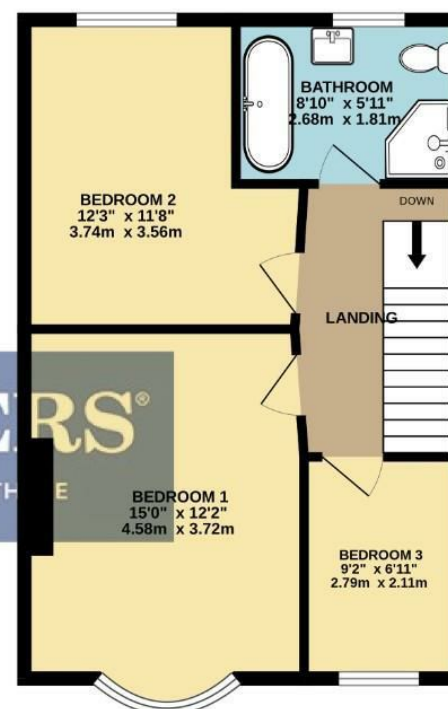 BATHROOM
8'10" x 5'11"
2.68m x 1.81m
BEDROOM 2
12'3" x 11'8"
3.74m x 3.56m
DOWN
LANDING
ERS®
BEDROOM 1
15'0" x 12'2"
4.58m x 3.72m
BEDROOM 3
9'2" x 6'11"
2.79m x 2.11m